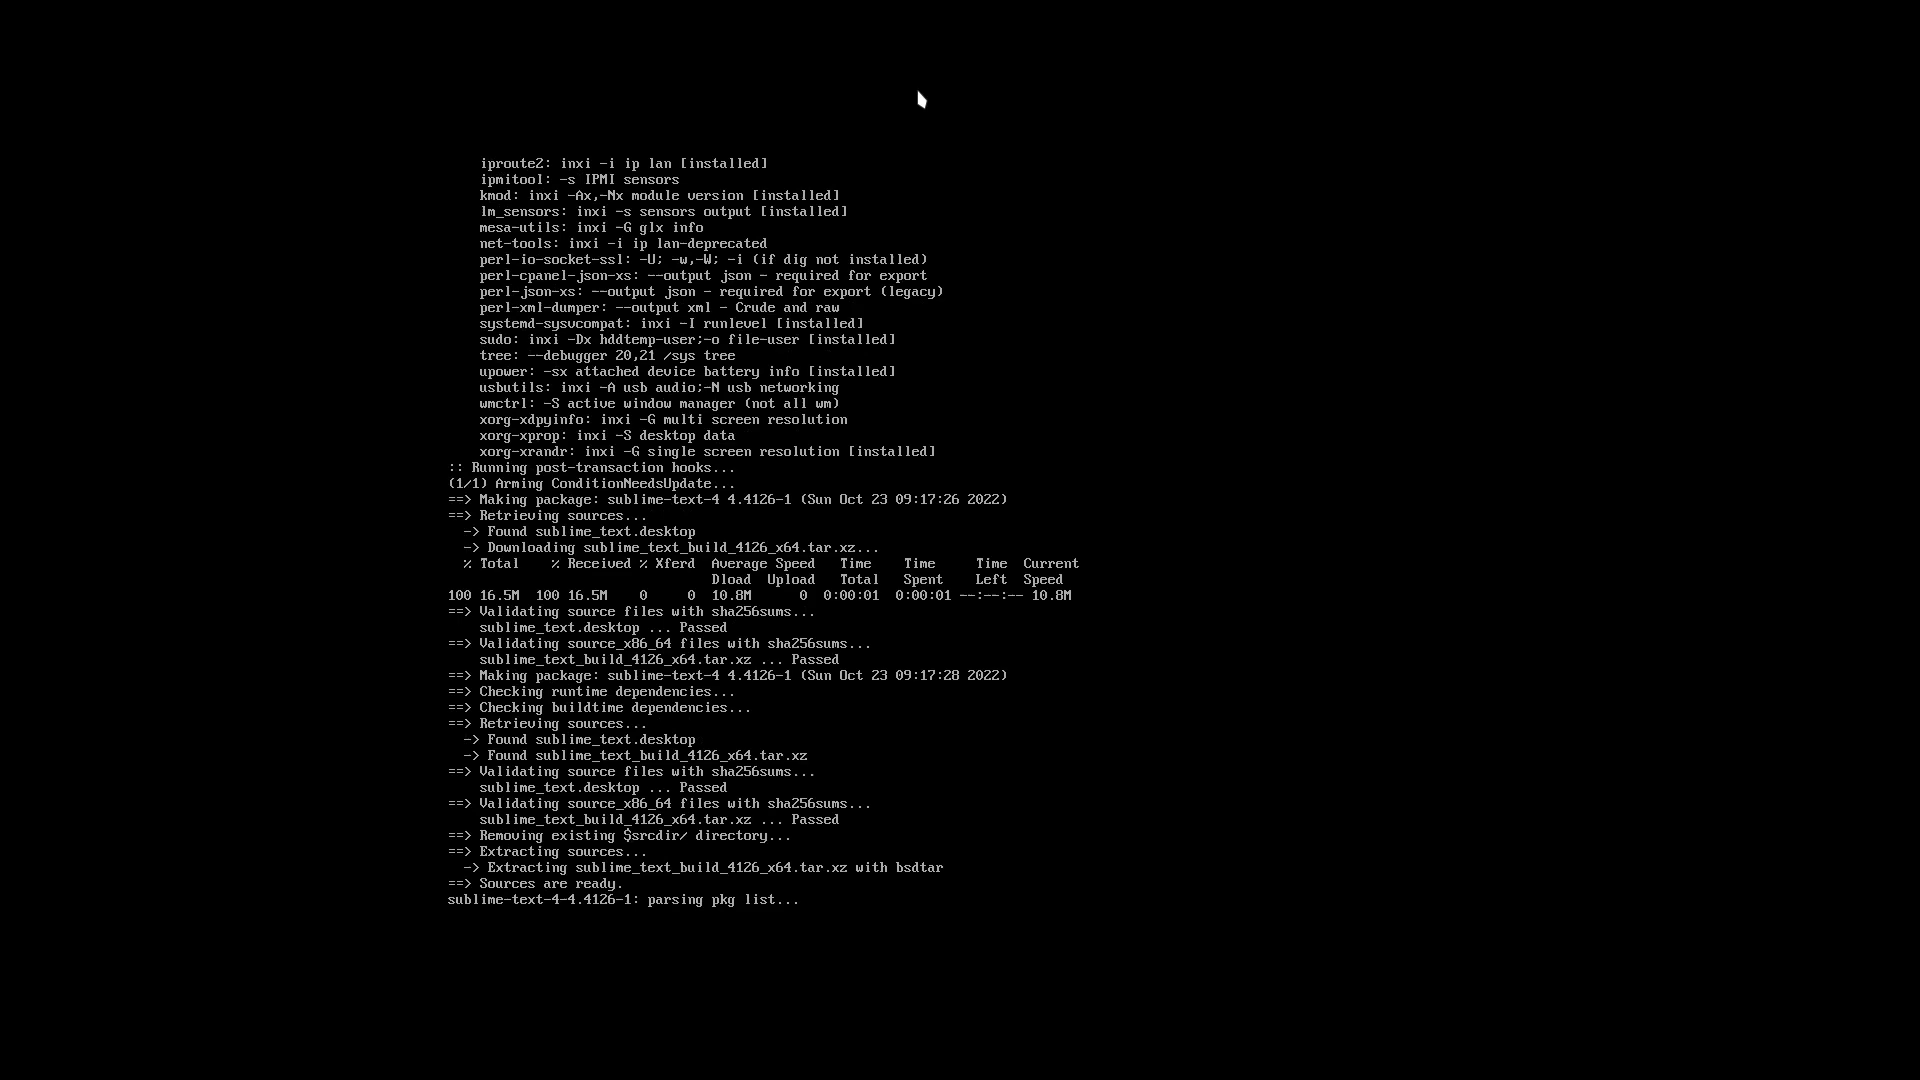 iproute2: inxi -i ip lan [installed]
ipmitool: -s IPMI sensors
kmod: inxi -Ax,-Nx module version [installed]
lm_sensors: inxi -s sensors output [installed]
mesa-utils: inxi -G glx info
net-tools: inxi -i ip lan-deprecated
perl-io-socket-ssl: -U; -w,-W; -i (if dig not installed)
perl-cpanel-json-xs: --output json - required for export
perl-json-xs: --output json - required for export (legacy)
perl-xml-dumper: --output xml - Crude and raw
systemd-sysvcompat: inxi -I runlevel [installed]
sudo: inxi -Dx hddtemp-user;-o file-user [installed]
tree: --debugger 20,21 /sys tree
upower: -sx attached device battery info [installed]
usbutils: inxi -A usb audio;-N usb networking
wmctrl: -S active window manager (not all wm)
xorg-xdpyinfo: inxi -G multi screen resolution
xorg-xprop: inxi -S desktop data
xorg-xrandr: inxi -G single screen resolution [installed]
:: Running post-transaction hooks...
(1/1) Arming ConditionNeedsUpdate...
==> Making package: sublime-text-4 4.4126-1 (Sun Oct 23 09:17:26 2022)
==> Retrieving sources...
-> Found sublime_text.desktop
-> Downloading sublime_text_build_4126_x64.tar.xz...
% Total    % Received % Xferd  Average Speed   Time    Time     Time  Current
Dload  Upload   Total   Spent    Left  Speed
100 16.5M  100 16.5M    0     0  10.8M      0  0:00:01  0:00:01 --:--:-- 10.8M
==> Validating source files with sha256sums...
sublime_text.desktop ... Passed
==> Validating source_x86_64 files with sha256sums...
sublime_text_build_4126_x64.tar.xz ... Passed
==> Making package: sublime-text-4 4.4126-1 (Sun Oct 23 09:17:28 2022)
==> Checking runtime dependencies...
==> Checking buildtime dependencies...
==> Retrieving sources...
-> Found sublime_text.desktop
-> Found sublime_text_build_4126_x64.tar.xz
==> Validating source files with sha256sums...
sublime_text.desktop ... Passed
==> Validating source_x86_64 files with sha256sums...
sublime_text_build_4126_x64.tar.xz ... Passed
==> Removing existing $srcdir/ directory...
==> Extracting sources...
-> Extracting sublime_text_build_4126_x64.tar.xz with bsdtar
==> Sources are ready.
sublime-text-4-4.4126-1: parsing pkg list...